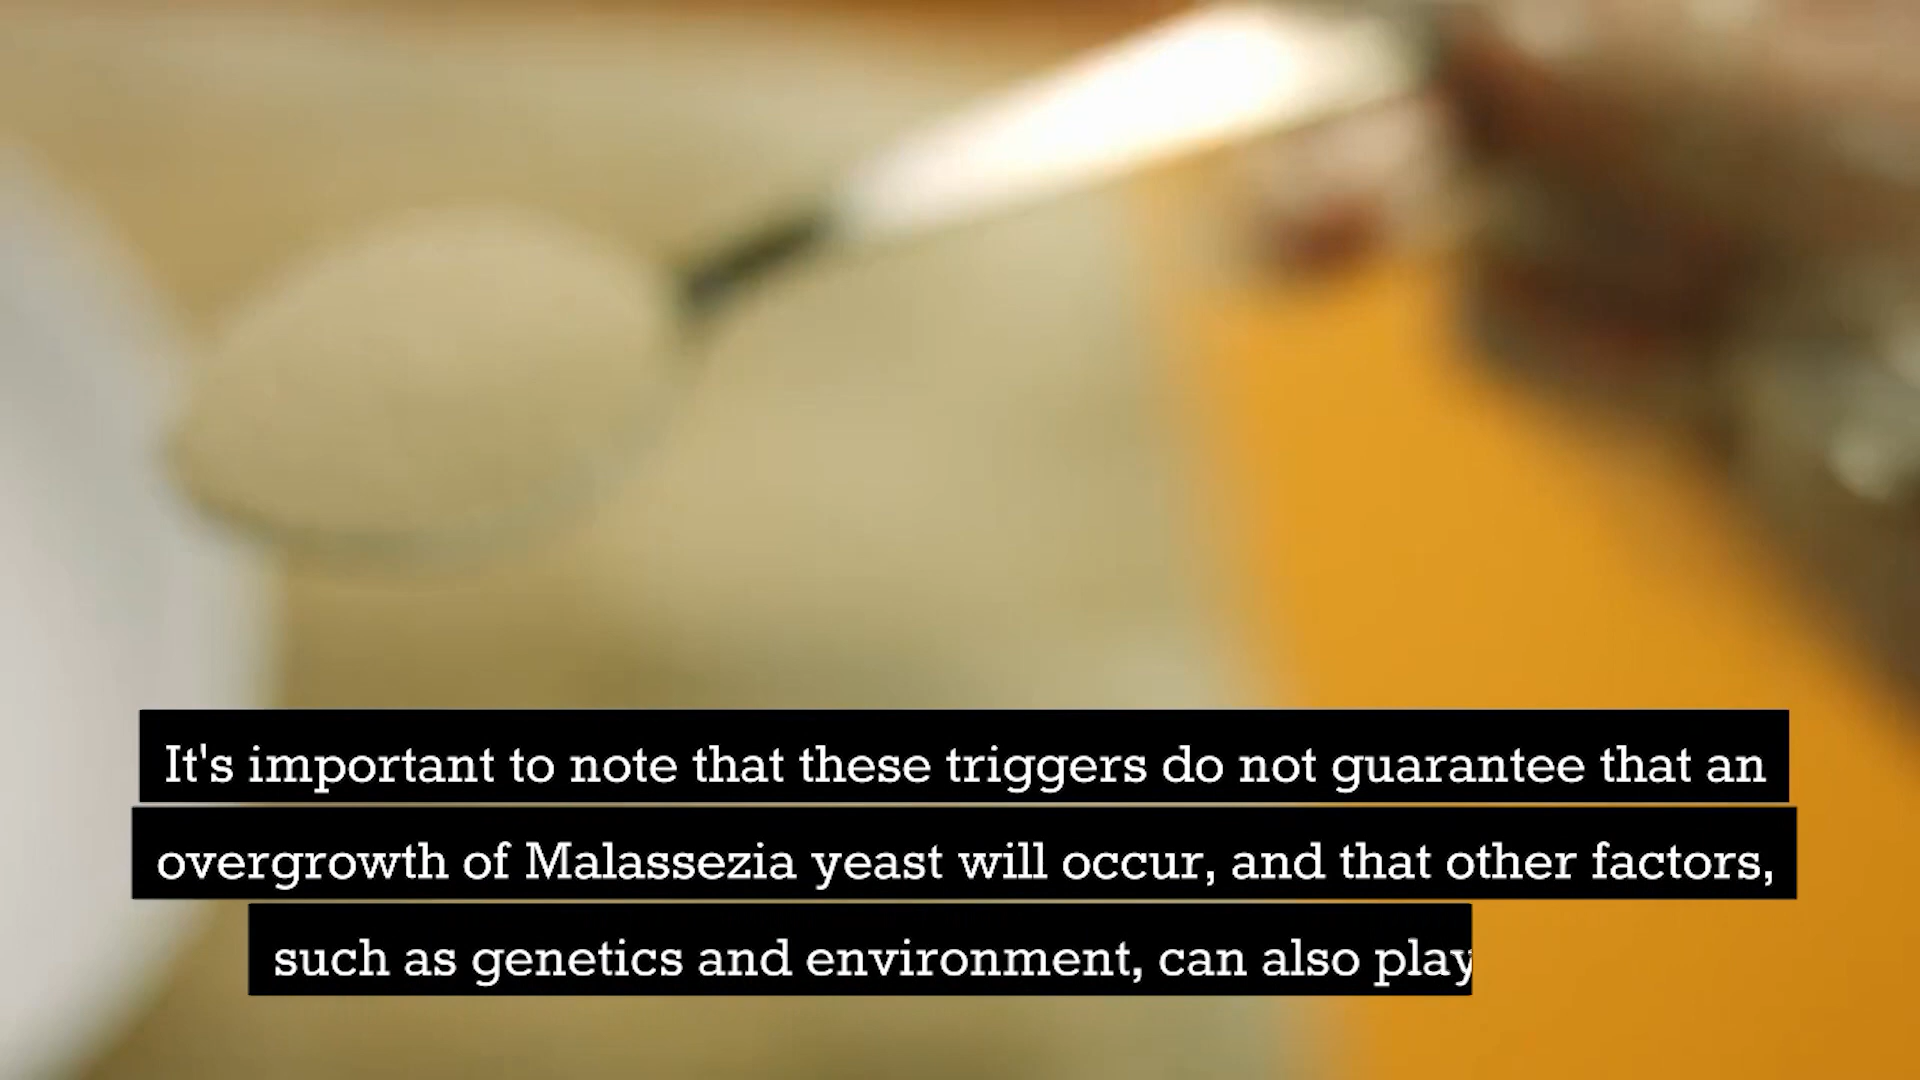 It's important to note that these triggers do not guarantee that an
overgrowth of Malassezia yeast will occur, and that other factors,
such as genetics and environment, can also play